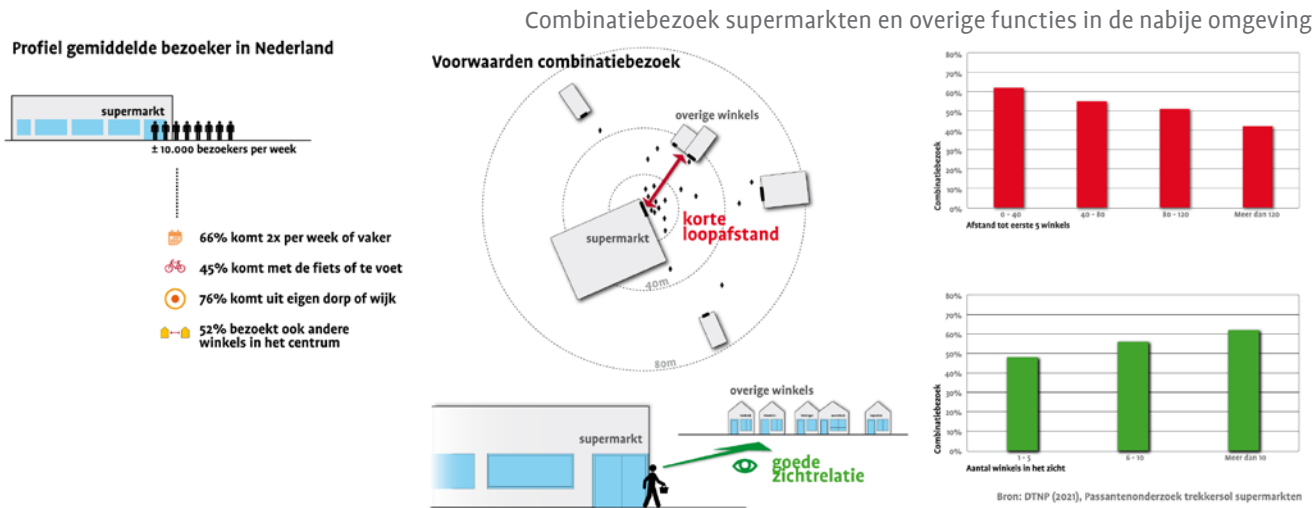 Combinatiebezoek supermarkten en overige functies in de nabije omgeving
Profiel gemiddelde bezoeker in Nederland
supermarkt
± 10.000 bezoekers per week
66% komt 2x per week of vaker
45% komt met de fiets of te voet
76% komt uit eigen dorp of wijk
52% bezoekt ook andere
winkels in het centrum
Voorwaarden combinatiebezoek
overige winkels
korte
loopafstand
supermarkt
40m
80m
overige winkels
supermarkt
goede
zichtrelatie
80%
70%
60%
50%
40%
30%
20%
10%
0%
Combinatiebezoek
0 - 40
40 - 80
80 - 120
Meer dan 120
Afstand tot eerste 5 winkels
80%
70%
60%
50%
40%
30%
20%
10%
0%
Combinatiebezoek
1 - 5
6 - 10
Meer dan 10
Aantal winkels in het zicht
Bron: DTNP (2021), Passantenonderzoek trekkersol supermarkten